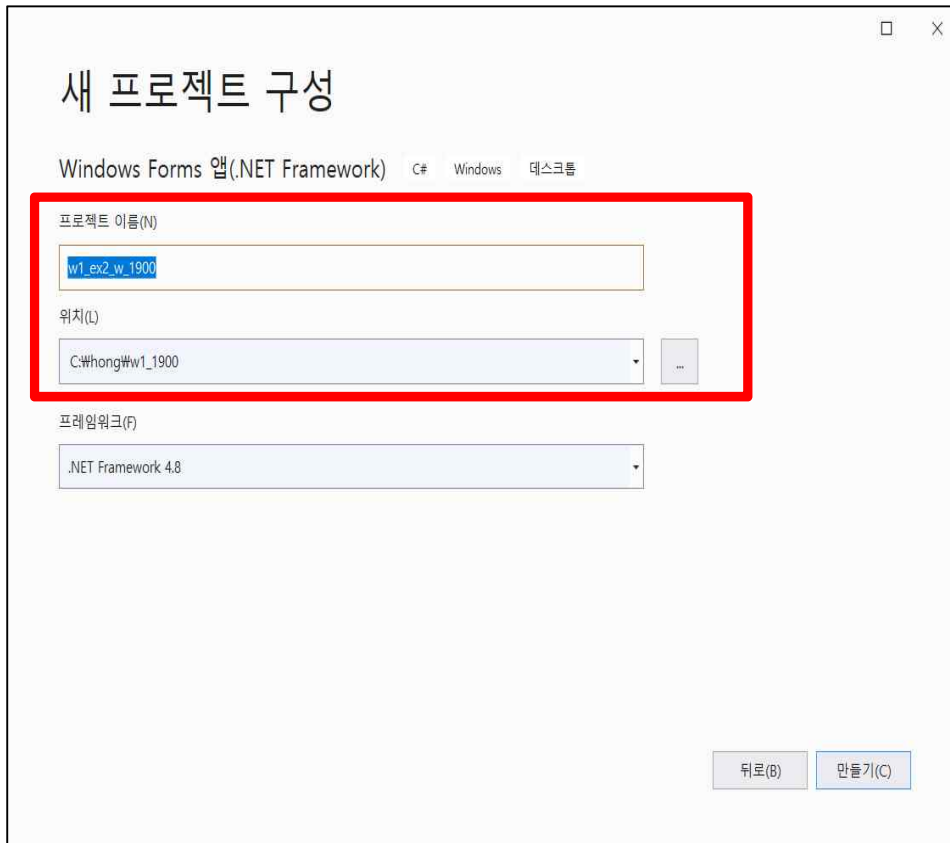 새 프로젝트 구성
Windows Forms 앱(.NET Framework) C# Windows 데스크톱
프로젝트 이름(N)
w1_ex2_w_1900
위치(L)
C:₩hong₩w1_1900
...
프레임워크(F)
.NET Framework 4.8
뒤로(B) 만들기(C)